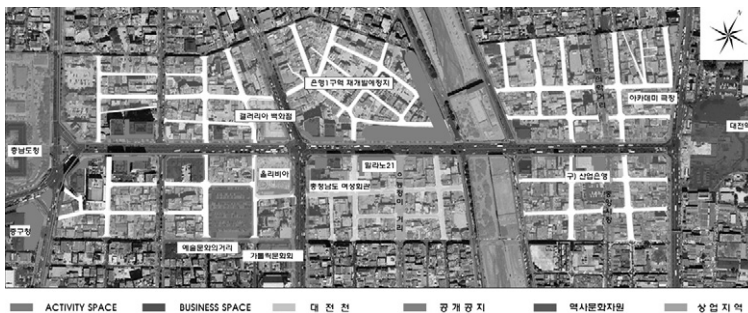 은행1구역 재개발예정지
아카데미 극장
갤러리아 백화점
충남도청
밀라노21
올리비아
구) 산업은행
충청남도 여성회관
으능정이 거리
중구청
예술문화의거리
가톨릭문화회
ACTIVITY SPACE
BUSINESS SPACE
대 전 천
공 개 공 지
역사문화자원
상 업 지 역